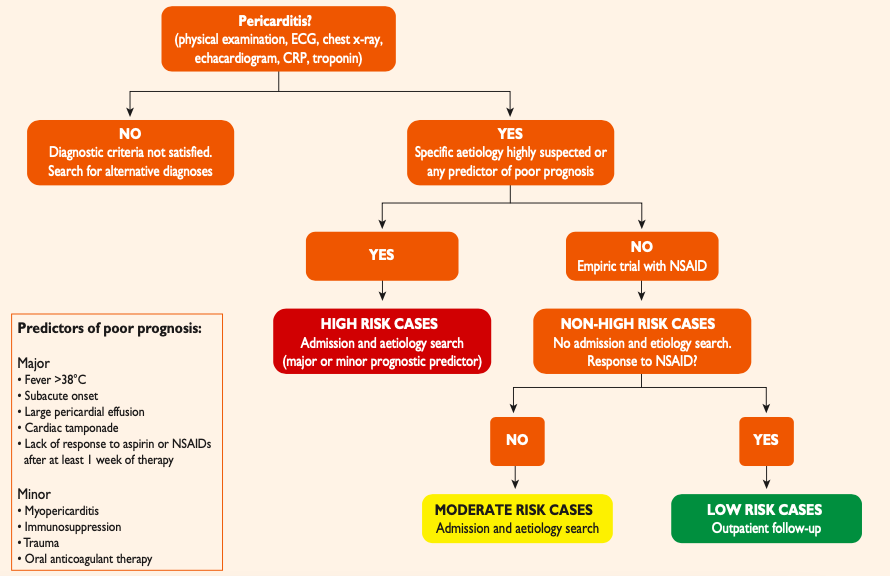 Pericarditis?
(physical examination, ECG, chest x-ray,
echacardiogram, CRP, troponin)
NO
Diagnostic criteria not satisfied.
Search for alternative diagnoses
YES
Specific aetiology highly suspected or
any predictor of poor prognosis
YES
NO
Empiric trial with NSAID
HIGH RISK CASES
Admission and aetiology search
(major or minor prognostic predictor)
NON-HIGH RISK CASES
No admission and etiology search.
Response to NSAID?
Predictors of poor prognosis:
Major
• Fever >38°C
• Subacute onset
• Large pericardial effusion
• Cardiac tamponade
• Lack of response to aspirin or NSAIDs
after at least 1 week of therapy
Minor
• Myopericarditis
• Immunosuppression
• Trauma
• Oral anticoagulant therapy
NO
YES
MODERATE RISK CASES
Admission and aetiology search
LOW RISK CASES
Outpatient follow-up